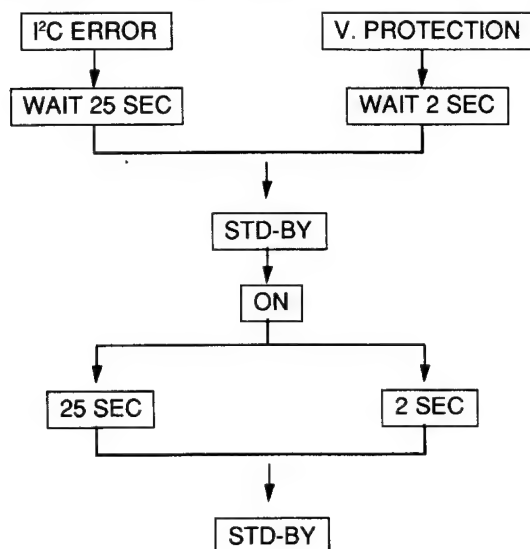 I²C ERROR
V. PROTECTION
WAIT 25 SEC
WAIT 2 SEC
STD-BY
ON
25 SEC
2 SEC
STD-BY